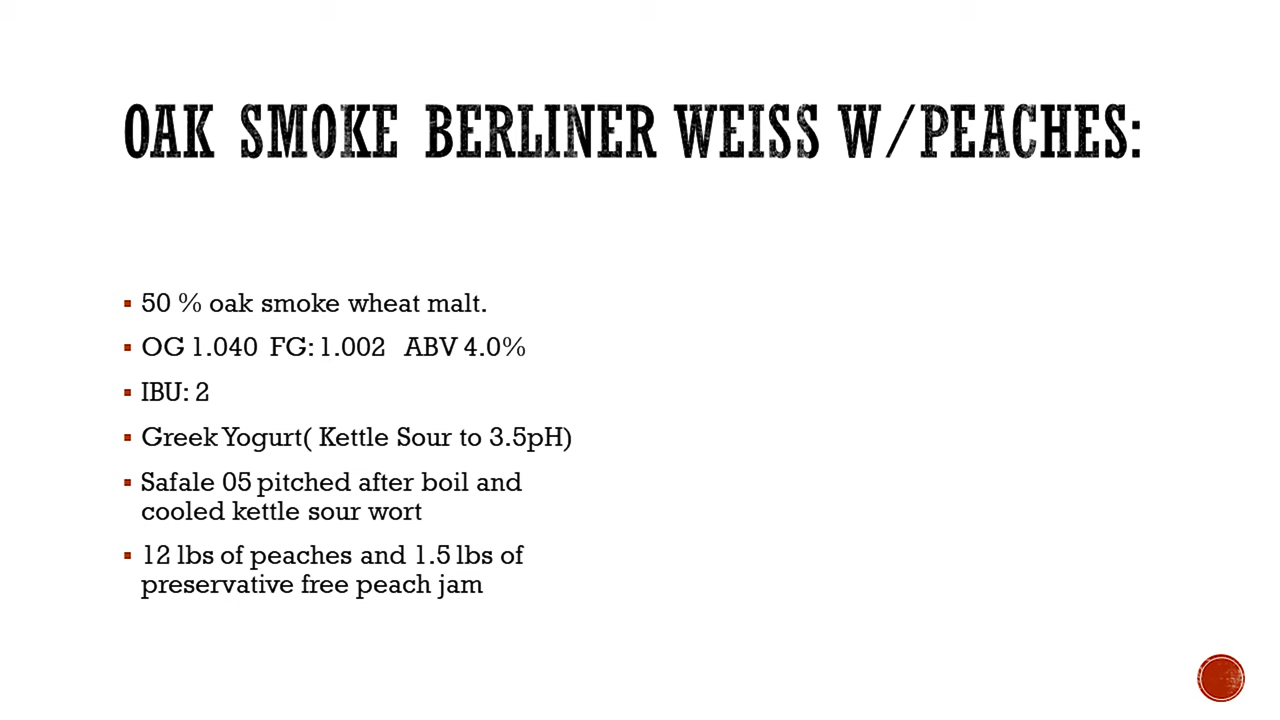 OAK SMOKE BERLINER WEISS W/PEACHES:
50 % oak smoke wheat malt.
OG 1.040 FG: 1.002 ABV 4.0%
IBU: 2
Greek Yogurt( Kettle Sour to 3.5pH)
Safale 05 pitched after boil and
cooled kettle sour wort
12 lbs of peaches and 1.5 lbs of
preservative free peach jam